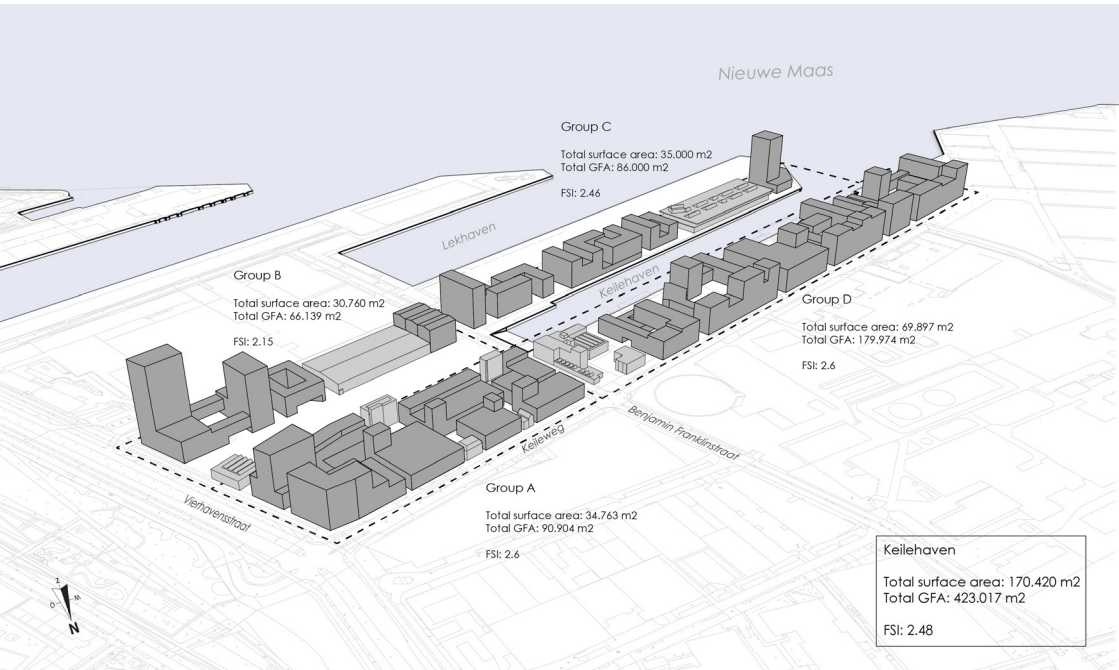 Nieuwe Maas
Group C
Total surface area: 35.000 m2
Total GFA: 86.000 m2
FSI: 2.46
Lekhaven
Group B
Total surface area: 30.760 m2
Total GFA: 66.139 m2
FSI: 2.15
Keilehaven
Group D
Total surface area: 69.897 m2
Total GFA: 179.974 m2
FSI: 2.6
Benjamin Franklinstraat
Keileweg
Vierhavensstraat
Group A
Total surface area: 34.763 m2
Total GFA: 90.904 m2
FSI: 2.6
Keilehaven
Total surface area: 170.420 m2
Total GFA: 423.017 m2
FSI: 2.48
Z
O
W
N